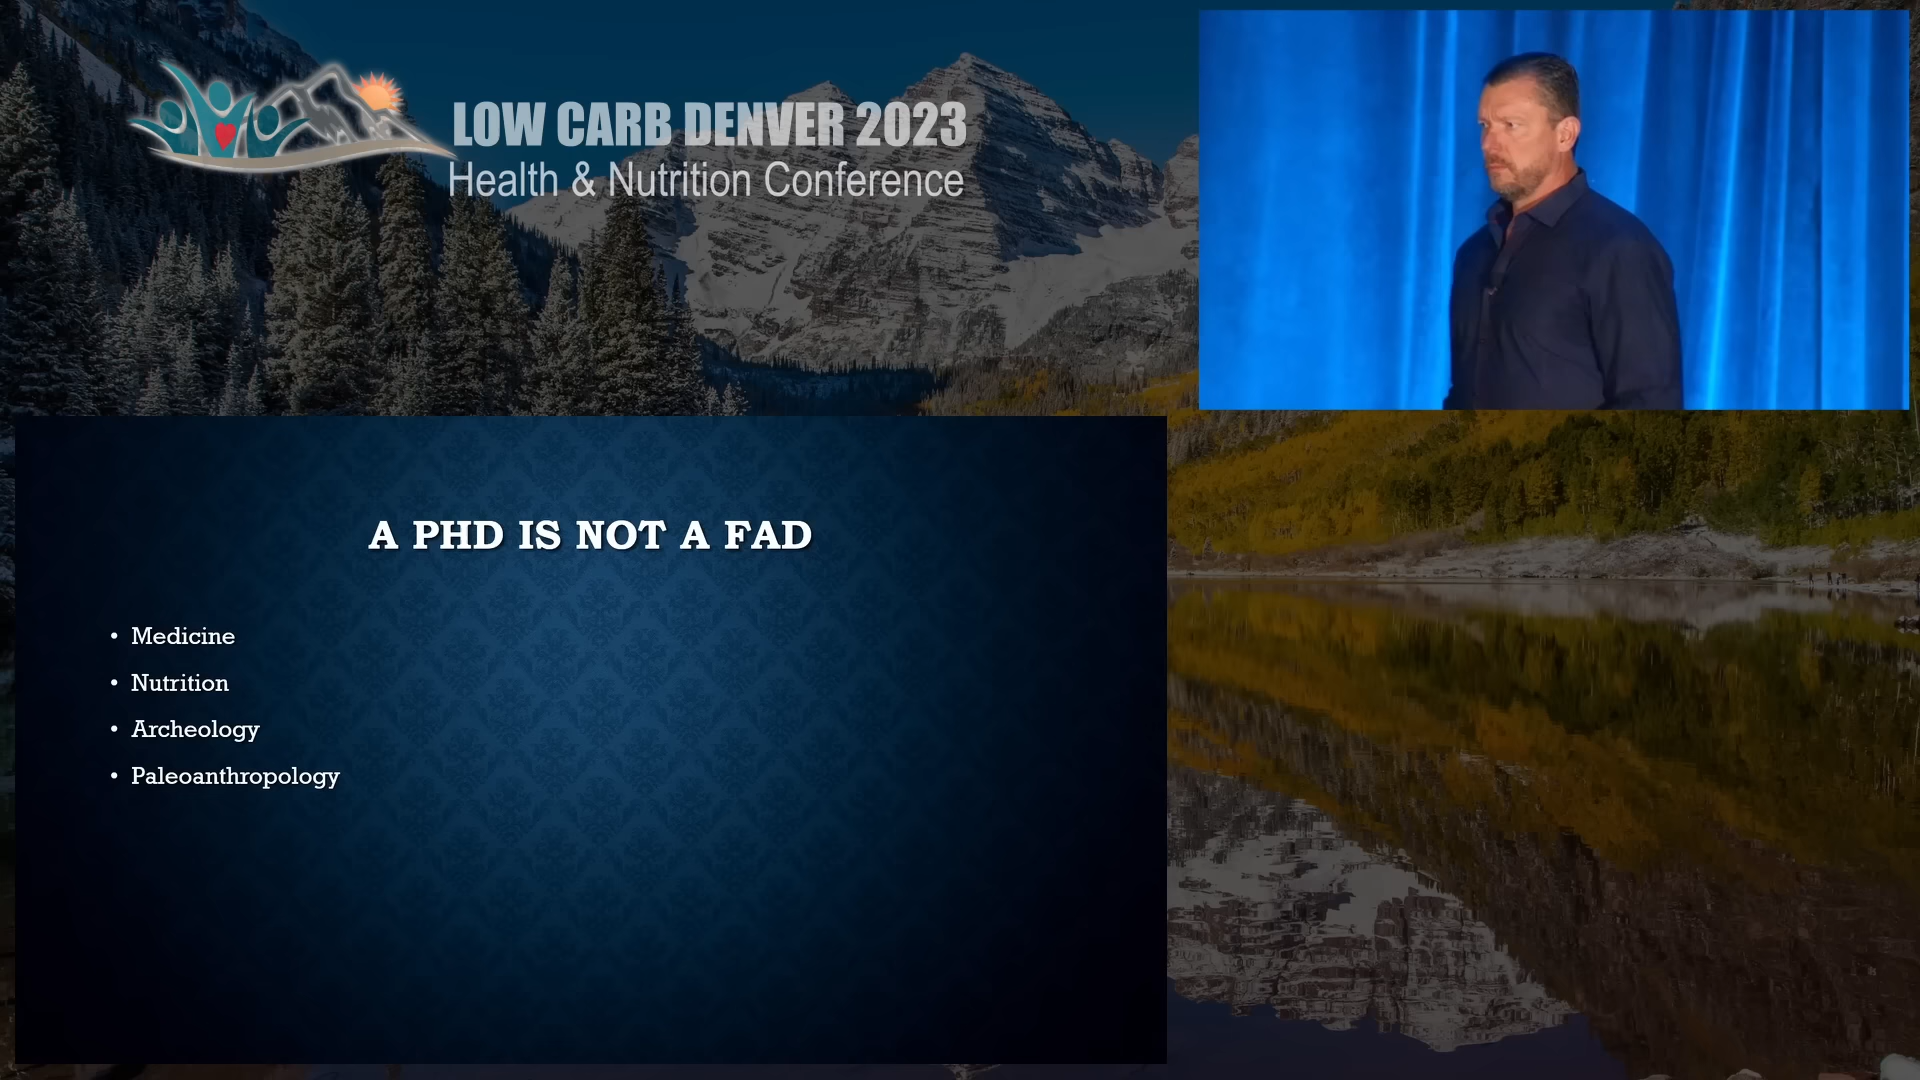 LOW CARB DENVER 2023
Health & Nutrition Conference
A PHD IS NOT A FAD
• Medicine
• Nutrition
• Archeology
• Paleoanthropology